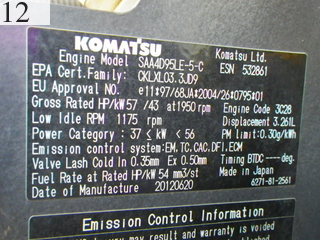 12
KOMATSU Komatsu Ltd.
Engine Model SAA4D95LE-5-C ESN 532861
EPA Cert.Family: CKLXL03.3JD9
EU Approval NO. e11*97/68JA*2004/26*0795*01
Gross Rated HP/kW 57 /43 at1950 rpm Engine Code 3C28
Low Idle RPM 1175 rpm Displacement 3.261L
Power Category : 37≤ kW < 56 PM limit:0.30g/kWh
Emission control system:EM.TC.CAC.DFI.ECM
Valve Lash Cold In 0.35mm Ex 0.50mm Timing BTDC ---deg.
Fuel Rate at Rated HP/kW 54 mm3/st Made in Japan
Date of Manufacture 20120620 6271-81-2561
Emission Control Information